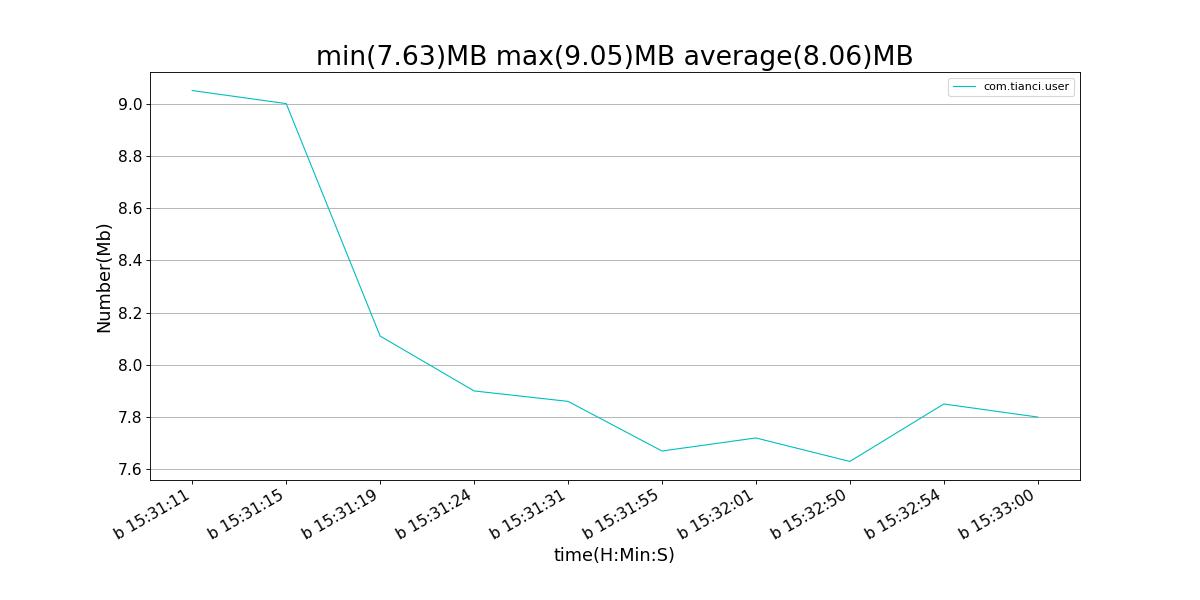 min(7.63)MB max(9.05)MB average(8.06)MB
com.tianci.user
Number(Mb)
9.0
8.8
8.6
8.4
8.2
8.0
7.8
7.6
b 15:31:11
b 15:31:15
b 15:31:19
b 15:31:24
b 15:31:31
b 15:31:55
b 15:32:01
b 15:32:50
b 15:32:54
b 15:33:00
time(H:Min:S)